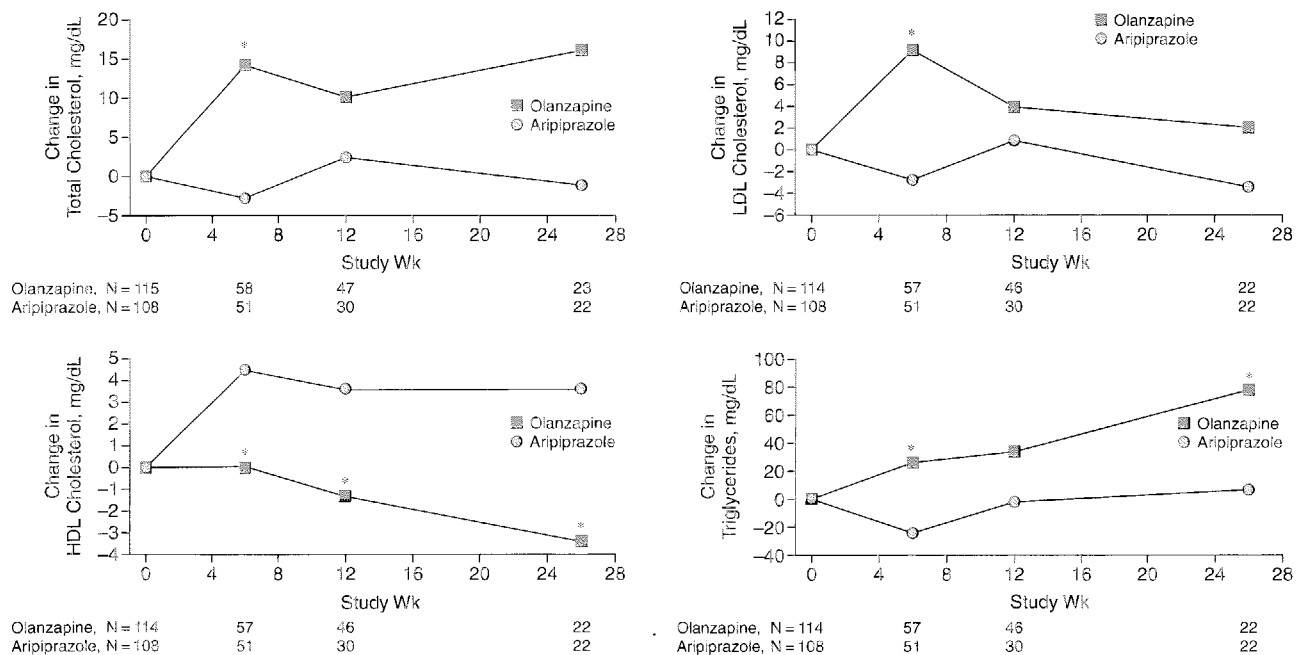 20
15
10
5
0
−5
Change in
Total Cholesterol, mg/dL
*
Olanzapine
Aripiprazole
0 4 8 12 16 20 24 28
Study Wk
Olanzapine, N = 115 58 47 23
Aripiprazole, N = 108 51 30 22
12
10
8
6
4
2
0
−2
−4
−6
Change in
LDL Cholesterol, mg/dL
*
Olanzapine
Aripiprazole
0 4 8 12 16 20 24 28
Study Wk
Olanzapine, N = 114 57 46 22
Aripiprazole, N = 108 51 30 22
5
4
3
2
1
0
−1
−2
−3
−4
Change in
HDL Cholesterol, mg/dL
* * *
Olanzapine
Aripiprazole
0 4 8 12 16 20 24 28
Study Wk
Olanzapine, N = 114 57 46 22
Aripiprazole, N = 108 51 30 22
100
80
60
40
20
0
−20
−40
Change in
Triglycerides, mg/dL
* *
Olanzapine
Aripiprazole
0 4 8 12 16 20 24 28
Study Wk
Olanzapine, N = 114 57 46 22
Aripiprazole, N = 108 51 30 22